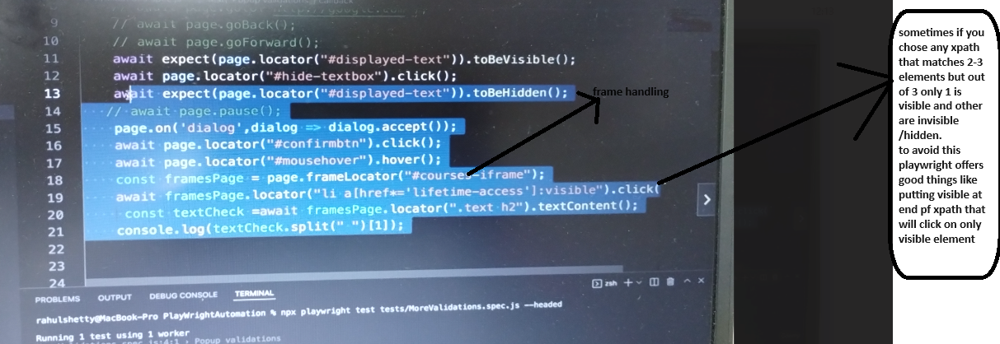 9 // await page.goBack();
10 // await page.goForward();
11 await expect(page.locator("#displayed-text")).toBeVisible();
12 await page.locator("#hide-textbox").click();
13 await expect(page.locator("#displayed-text")).toBeHidden();
14 // await page.pause();
15 page.on('dialog',dialog => dialog.accept());
16 await page.locator("#confirmbtn").click();
17 await page.locator("#mousehover").hover();
18 const framesPage = page.frameLocator("#courses-iframe");
19 await framesPage.locator("li a[href*='lifetime-access']:visible").click(
20 const textCheck =await framesPage.locator(".text h2").textContent();
21 console.log(textCheck.split(" ")[1]);
22
23
24
frame handling
sometimes if you
chose any xpath
that matches 2-3
elements but out
of 3 only 1 is
visible and other
are invisible
/hidden.
to avoid this
playwright offers
good things like
putting visible at
end pf xpath that
will click on only
visible element
PROBLEMS OUTPUT DEBUG CONSOLE TERMINAL
zsh
rahulshetty@MacBook-Pro PlayWrightAutomation % npx playwright test tests/MoreValidations.spec.js --headed
Running 1 test using 1 worker
› Popup validations